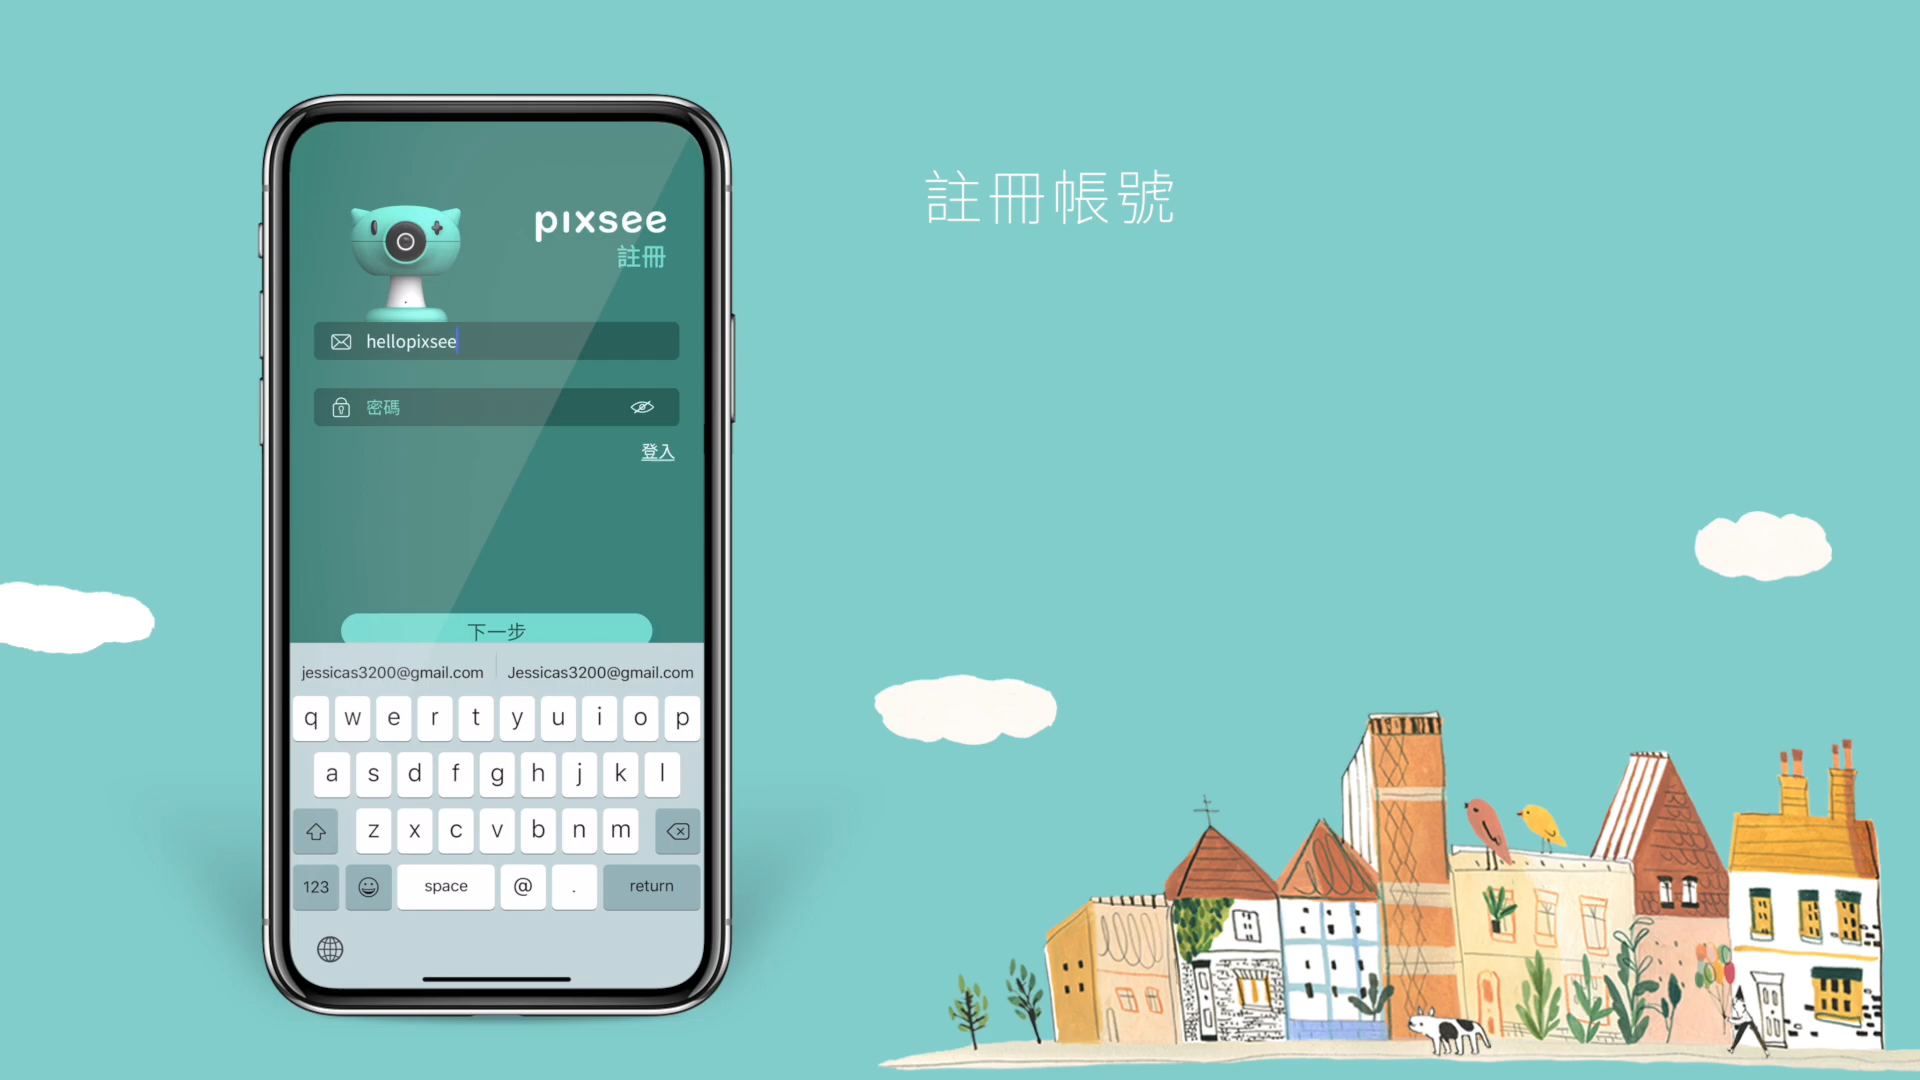 註冊帳號
pixsee
註冊
hellopixsee
密碼
登入
下一步
jessicas3200@gmail.com Jessicas3200@gmail.com
q w e r t y u i o p
a s d f g h j k l
z x c v b n m
123 space @ . return